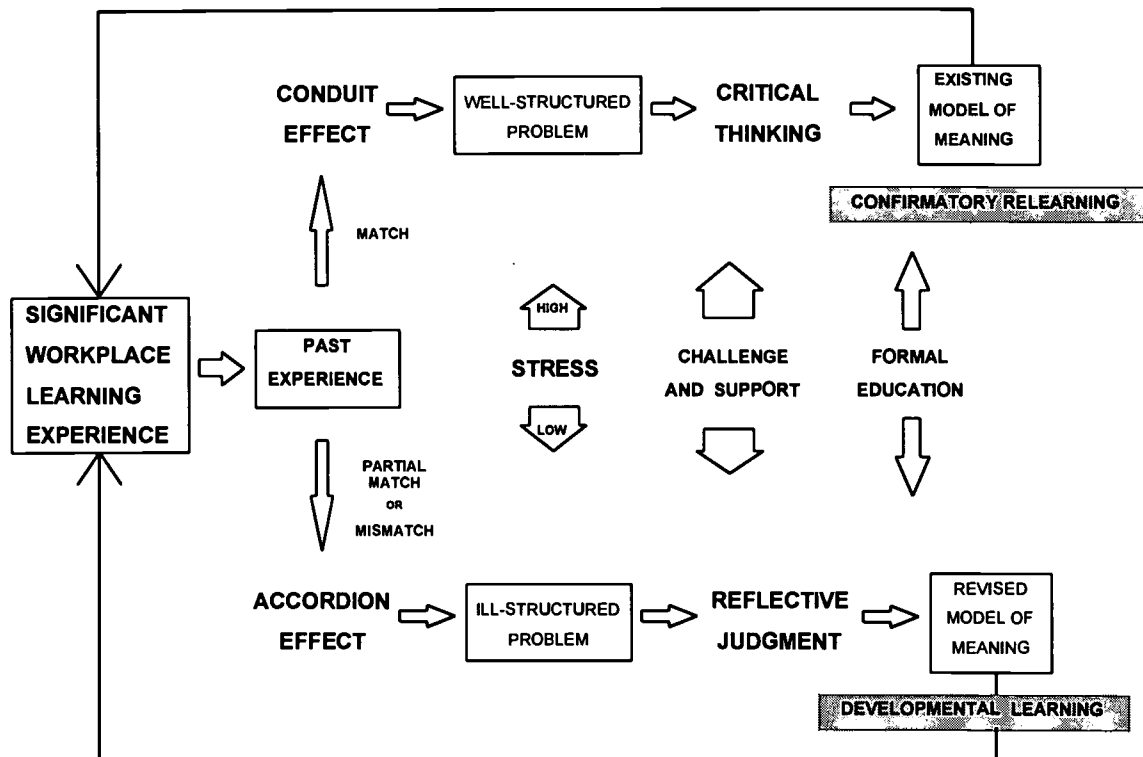 CONDUIT
EFFECT
WELL-STRUCTURED
PROBLEM
CRITICAL
THINKING
EXISTING
MODEL OF
MEANING
CONFIRMATORY RELEARNING
MATCH
SIGNIFICANT
WORKPLACE
LEARNING
EXPERIENCE
PAST
EXPERIENCE
HIGH
STRESS
LOW
CHALLENGE
AND SUPPORT
FORMAL
EDUCATION
PARTIAL
MATCH
OR
MISMATCH
ACCORDION
EFFECT
ILL-STRUCTURED
PROBLEM
REFLECTIVE
JUDGMENT
REVISED
MODEL OF
MEANING
DEVELOPMENTAL LEARNING